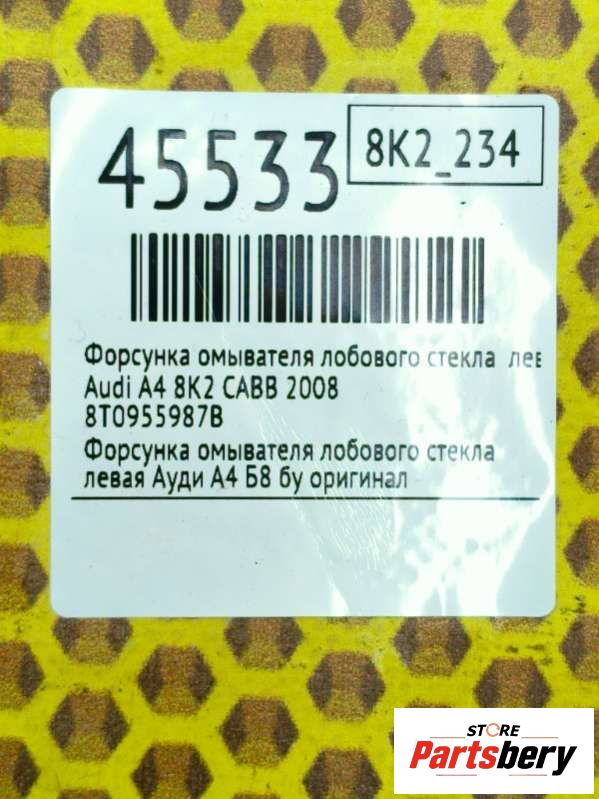 45533
8K2_234
Форсунка омывателя лобового стекла лев
Audi A4 8K2 CABB 2008
8T0955987B
Форсунка омывателя лобового стекла
левая Ауди А4 Б8 бу оригинал
STORE
Partsbery